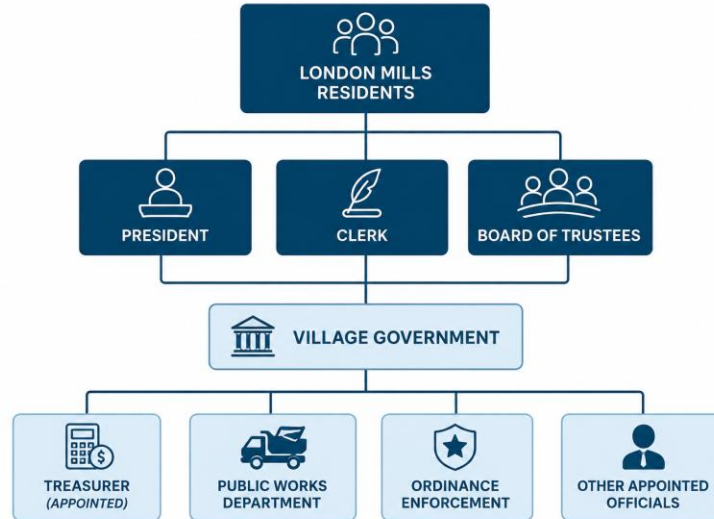 LONDON MILLS
RESIDENTS
PRESIDENT
CLERK
BOARD OF TRUSTEES
VILLAGE GOVERNMENT
TREASURER
(APPOINTED)
PUBLIC WORKS
DEPARTMENT
ORDINANCE
ENFORCEMENT
OTHER APPOINTED
OFFICIALS